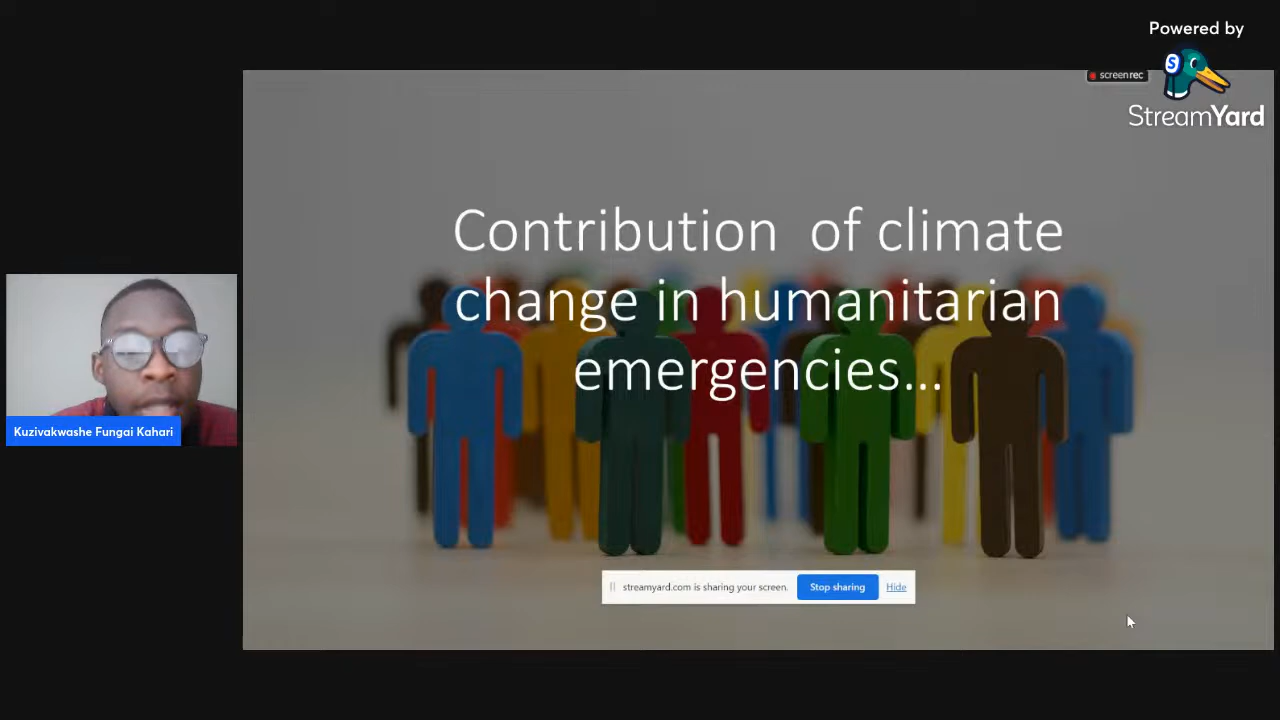 Powered by
screenrec
S
StreamYard
Contribution  of climate
change in humanitarian
emergencies...
Kuzivakwashe Fungai Kahari
streamyard.com is sharing your screen. Stop sharing Hide